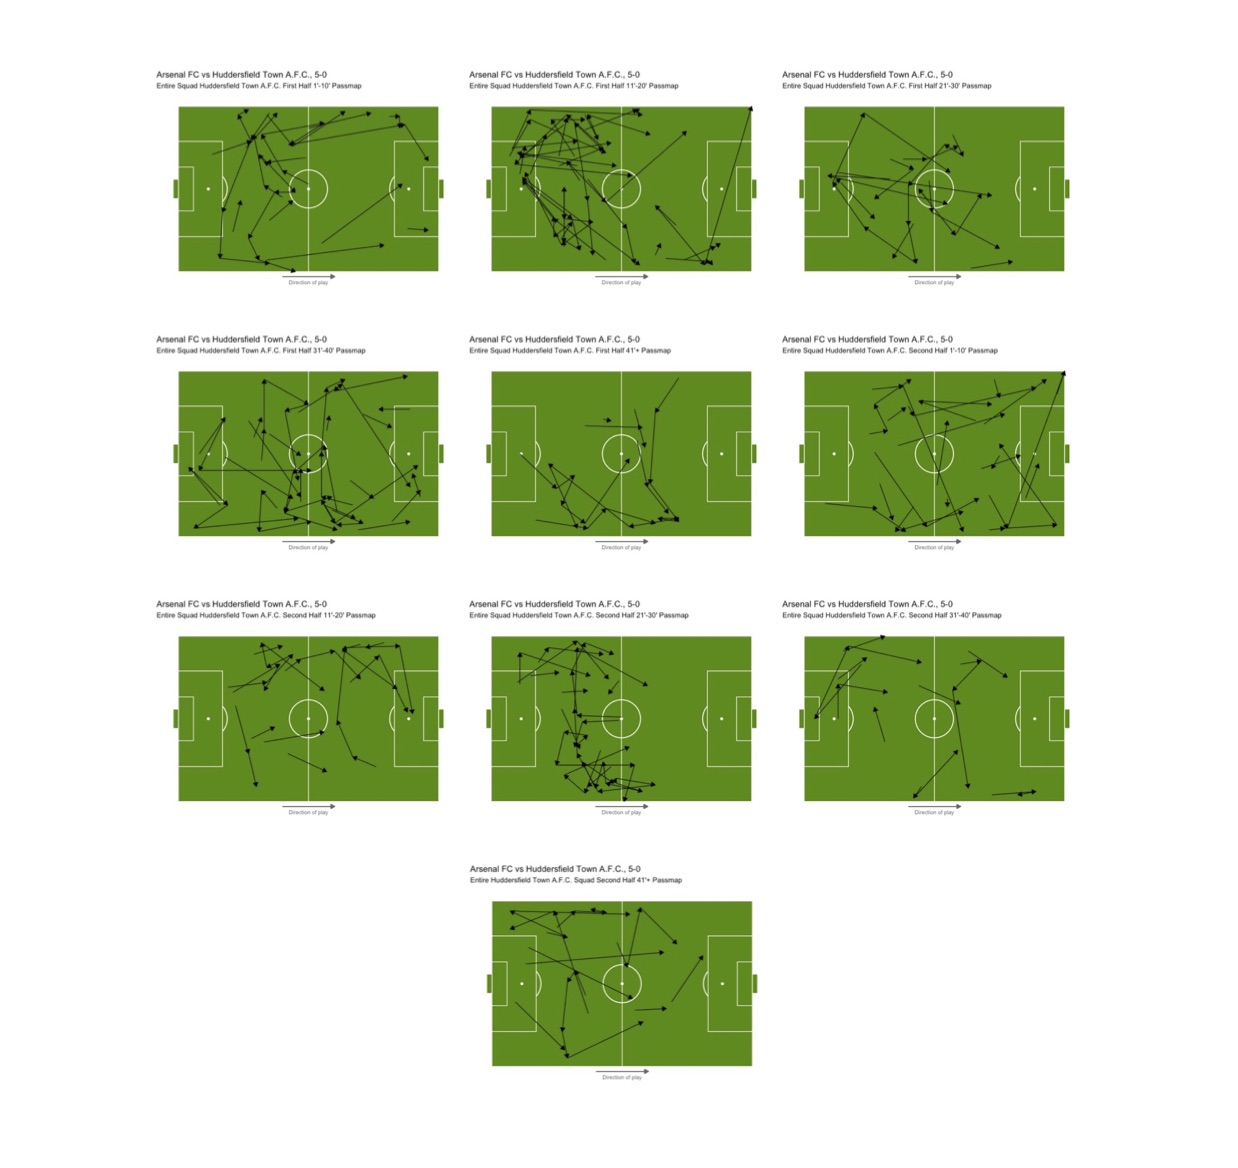 Arsenal FC vs Huddersfield Town A.F.C., 5-0
Entire Squad Huddersfield Town A.F.C. First Half 1'-10' Passmap
Direction of play
Arsenal FC vs Huddersfield Town A.F.C., 5-0
Entire Squad Huddersfield Town A.F.C. First Half 11'-20' Passmap
Direction of play
Arsenal FC vs Huddersfield Town A.F.C., 5-0
Entire Squad Huddersfield Town A.F.C. First Half 21'-30' Passmap
Direction of play
Arsenal FC vs Huddersfield Town A.F.C., 5-0
Entire Squad Huddersfield Town A.F.C. First Half 31'-40' Passmap
Direction of play
Arsenal FC vs Huddersfield Town A.F.C., 5-0
Entire Squad Huddersfield Town A.F.C. First Half 41'+ Passmap
Direction of play
Arsenal FC vs Huddersfield Town A.F.C., 5-0
Entire Squad Huddersfield Town A.F.C. Second Half 1'-10' Passmap
Direction of play
Arsenal FC vs Huddersfield Town A.F.C., 5-0
Entire Squad Huddersfield Town A.F.C. Second Half 11'-20' Passmap
Direction of play
Arsenal FC vs Huddersfield Town A.F.C., 5-0
Entire Squad Huddersfield Town A.F.C. Second Half 21'-30' Passmap
Direction of play
Arsenal FC vs Huddersfield Town A.F.C., 5-0
Entire Squad Huddersfield Town A.F.C. Second Half 31'-40' Passmap
Direction of play
Arsenal FC vs Huddersfield Town A.F.C., 5-0
Entire Huddersfield Town A.F.C. Squad Second Half 41'+ Passmap
Direction of play